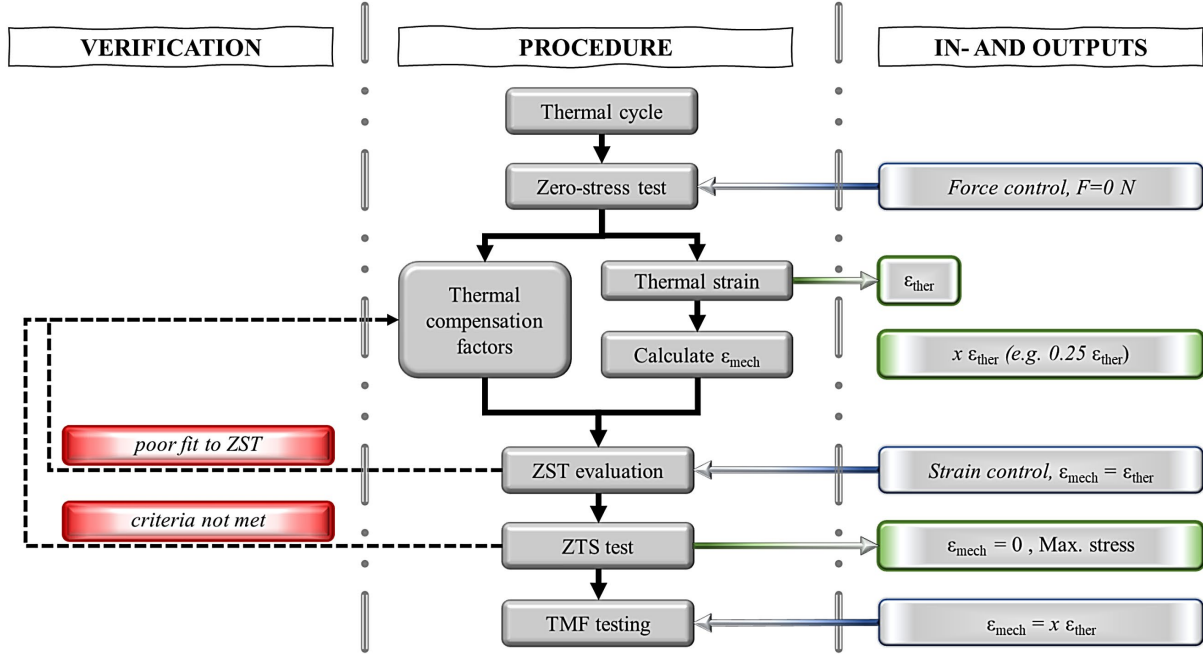 VERIFICATION
PROCEDURE
IN- AND OUTPUTS
Thermal cycle
Zero-stress test
Force control, F=0 N
Thermal
compensation
factors
Thermal strain
εther
Calculate εmech
x εther (e.g. 0.25 εther)
poor fit to ZST
ZST evaluation
Strain control, εmech = εther
criteria not met
ZTS test
εmech = 0 , Max. stress
TMF testing
εmech = x εther